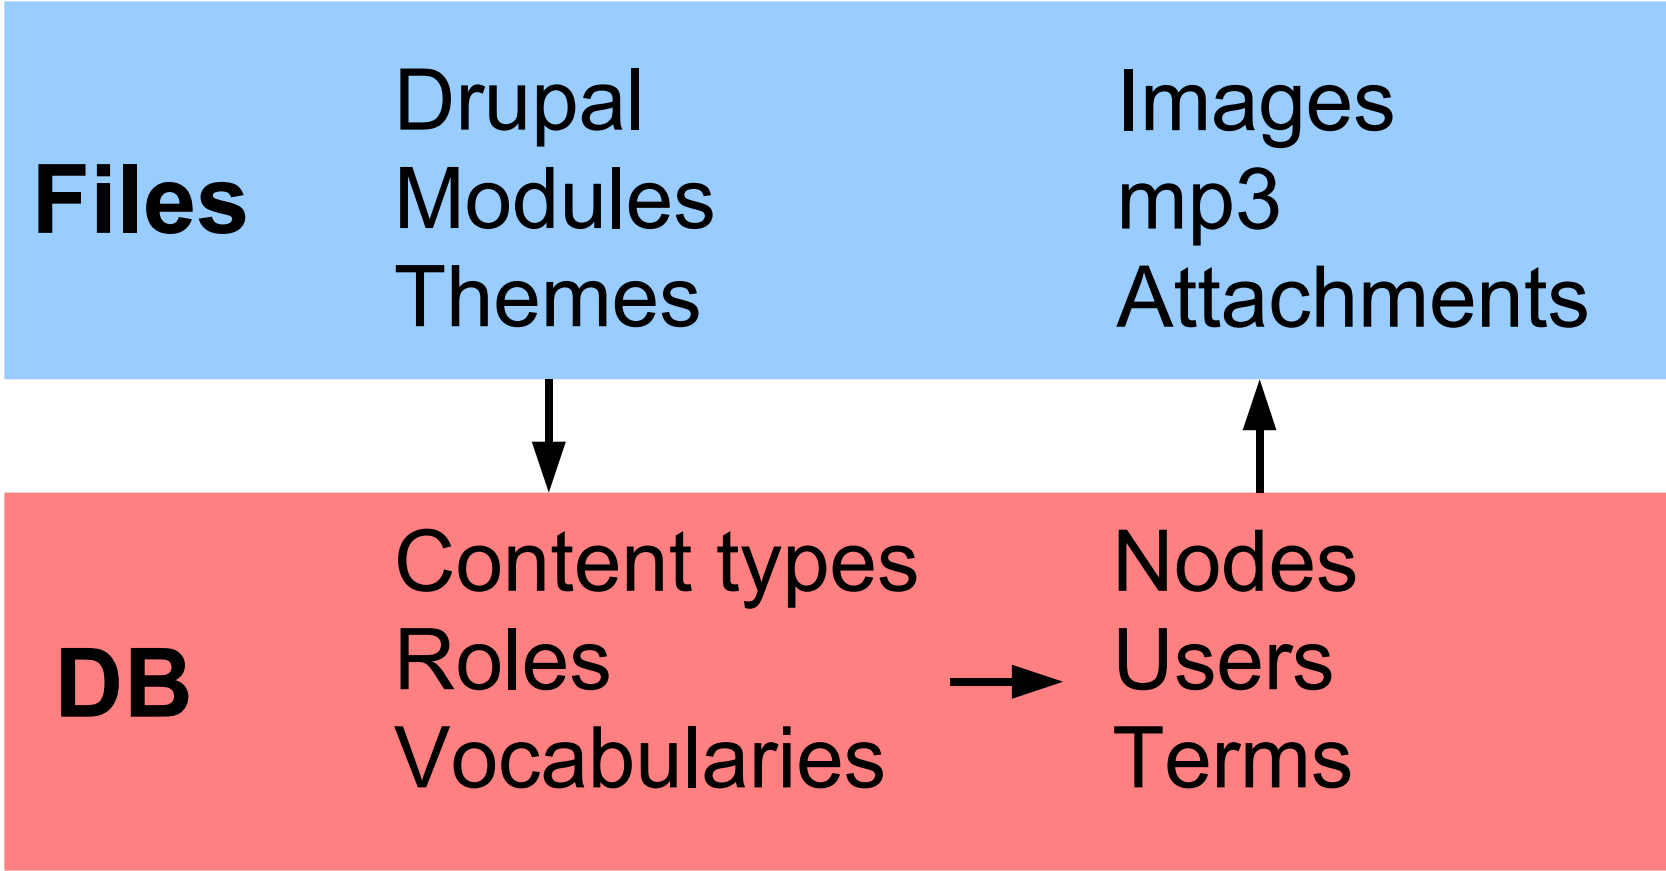 Files
Drupal
Modules
Themes
Images
mp3
Attachments
DB
Content types
Roles
Vocabularies
Nodes
Users
Terms